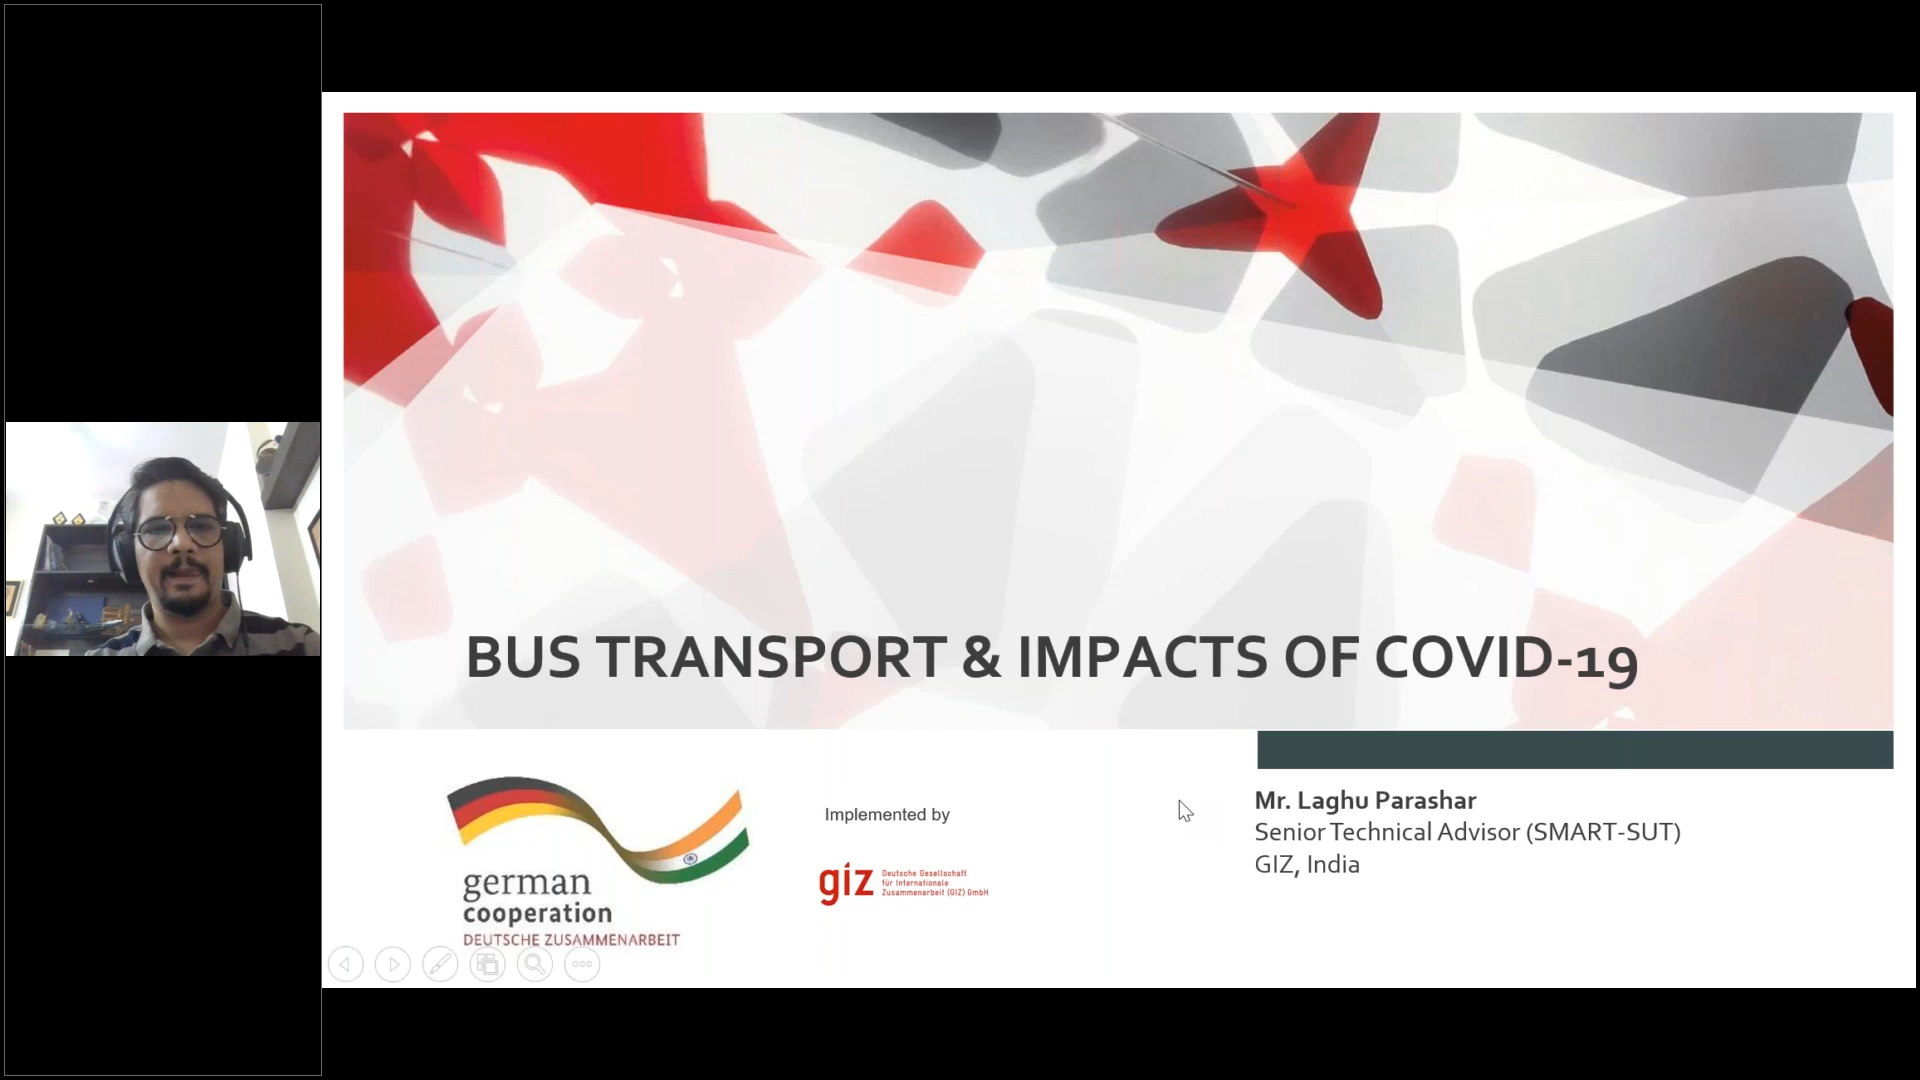 BUS TRANSPORT & IMPACTS OF COVID-19
german
cooperation
DEUTSCHE ZUSAMMENARBEIT
Implemented by
giz
Deutsche Gesellschaft
für Internationale
Zusammenarbeit (GIZ) GmbH
Mr. Laghu Parashar
Senior Technical Advisor (SMART-SUT)
GIZ, India